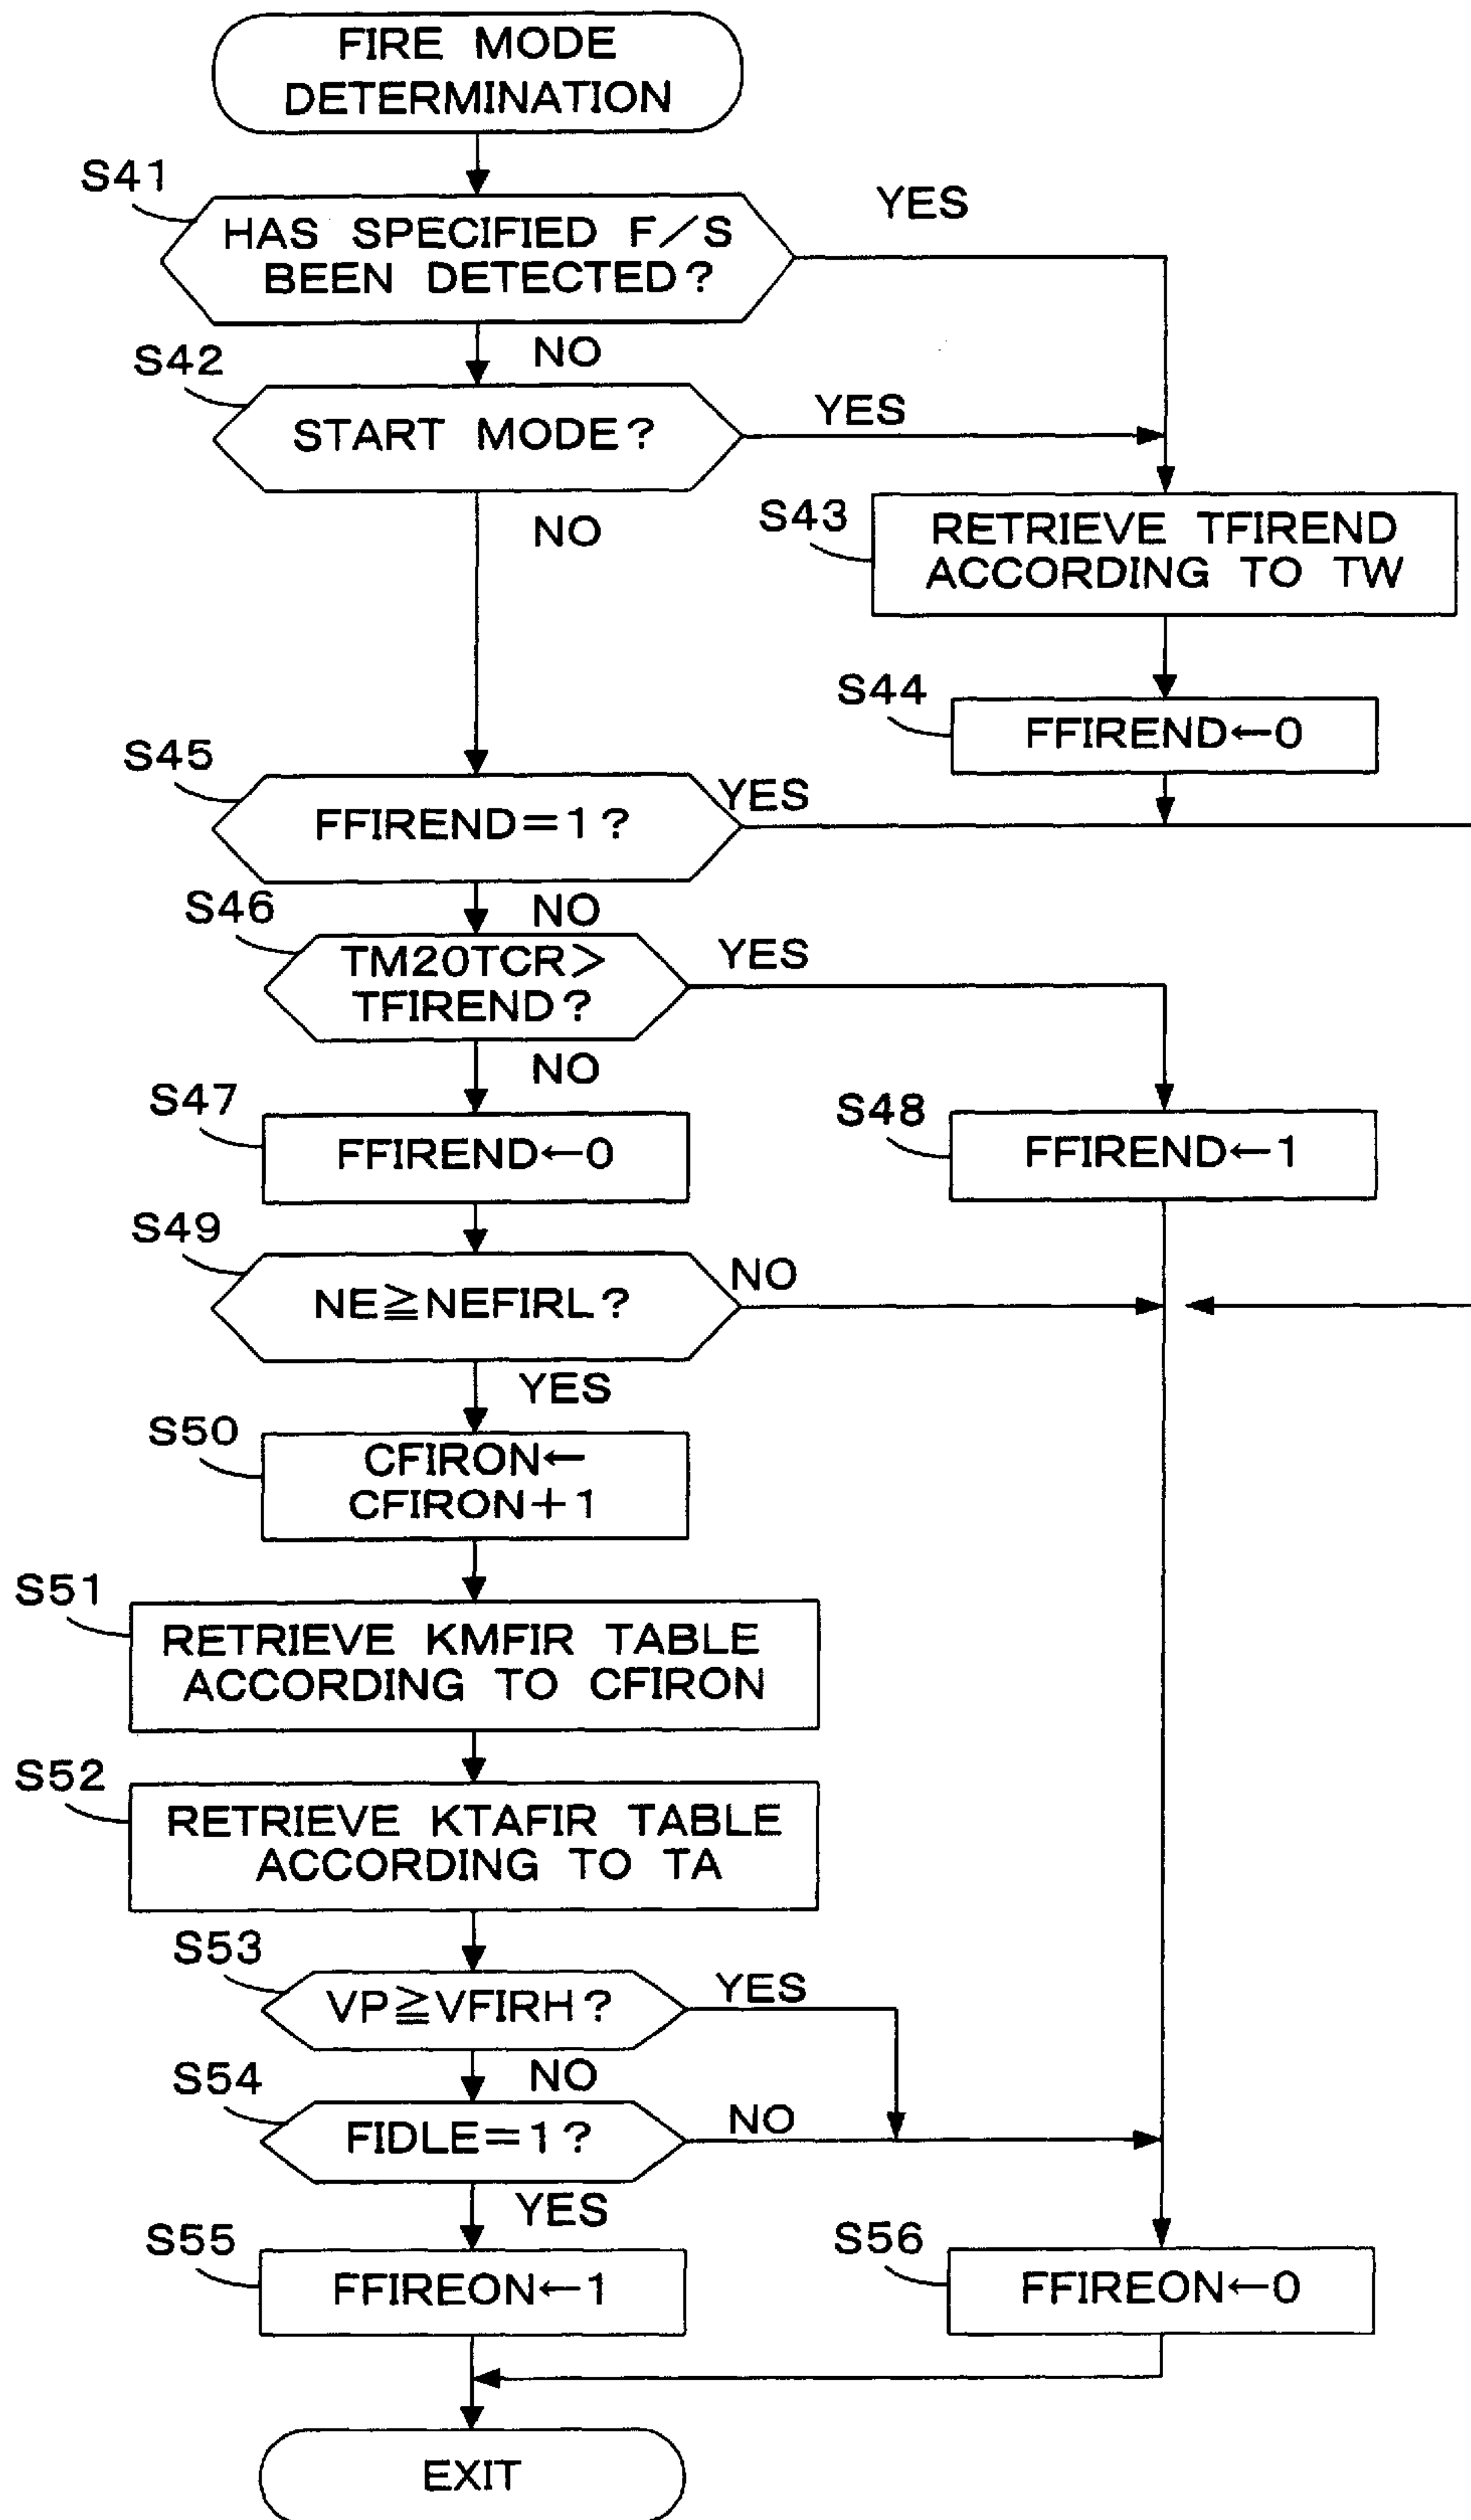 FIRE MODE
DETERMINATION
S41
HAS SPECIFIED F/S
BEEN DETECTED?
YES
NO
S42
START MODE?
YES
NO
S43
RETRIEVE TFIREND
ACCORDING TO TW
S44
FFIREND←0
S45
FFIREND=1?
YES
NO
S46
TM20TCR>
TFIREND?
YES
NO
S47
FFIREND←0
S48
FFIREND←1
S49
NE≧NEFIRL?
NO
YES
S50
CFIRON←
CFIRON+1
S51
RETRIEVE KMFIR TABLE
ACCORDING TO CFIRON
S52
RETRIEVE KTAFIR TABLE
ACCORDING TO TA
S53
VP≧VFIRH?
YES
NO
S54
FIDLE=1?
NO
YES
S55
FFIREON←1
S56
FFIREON←0
EXIT